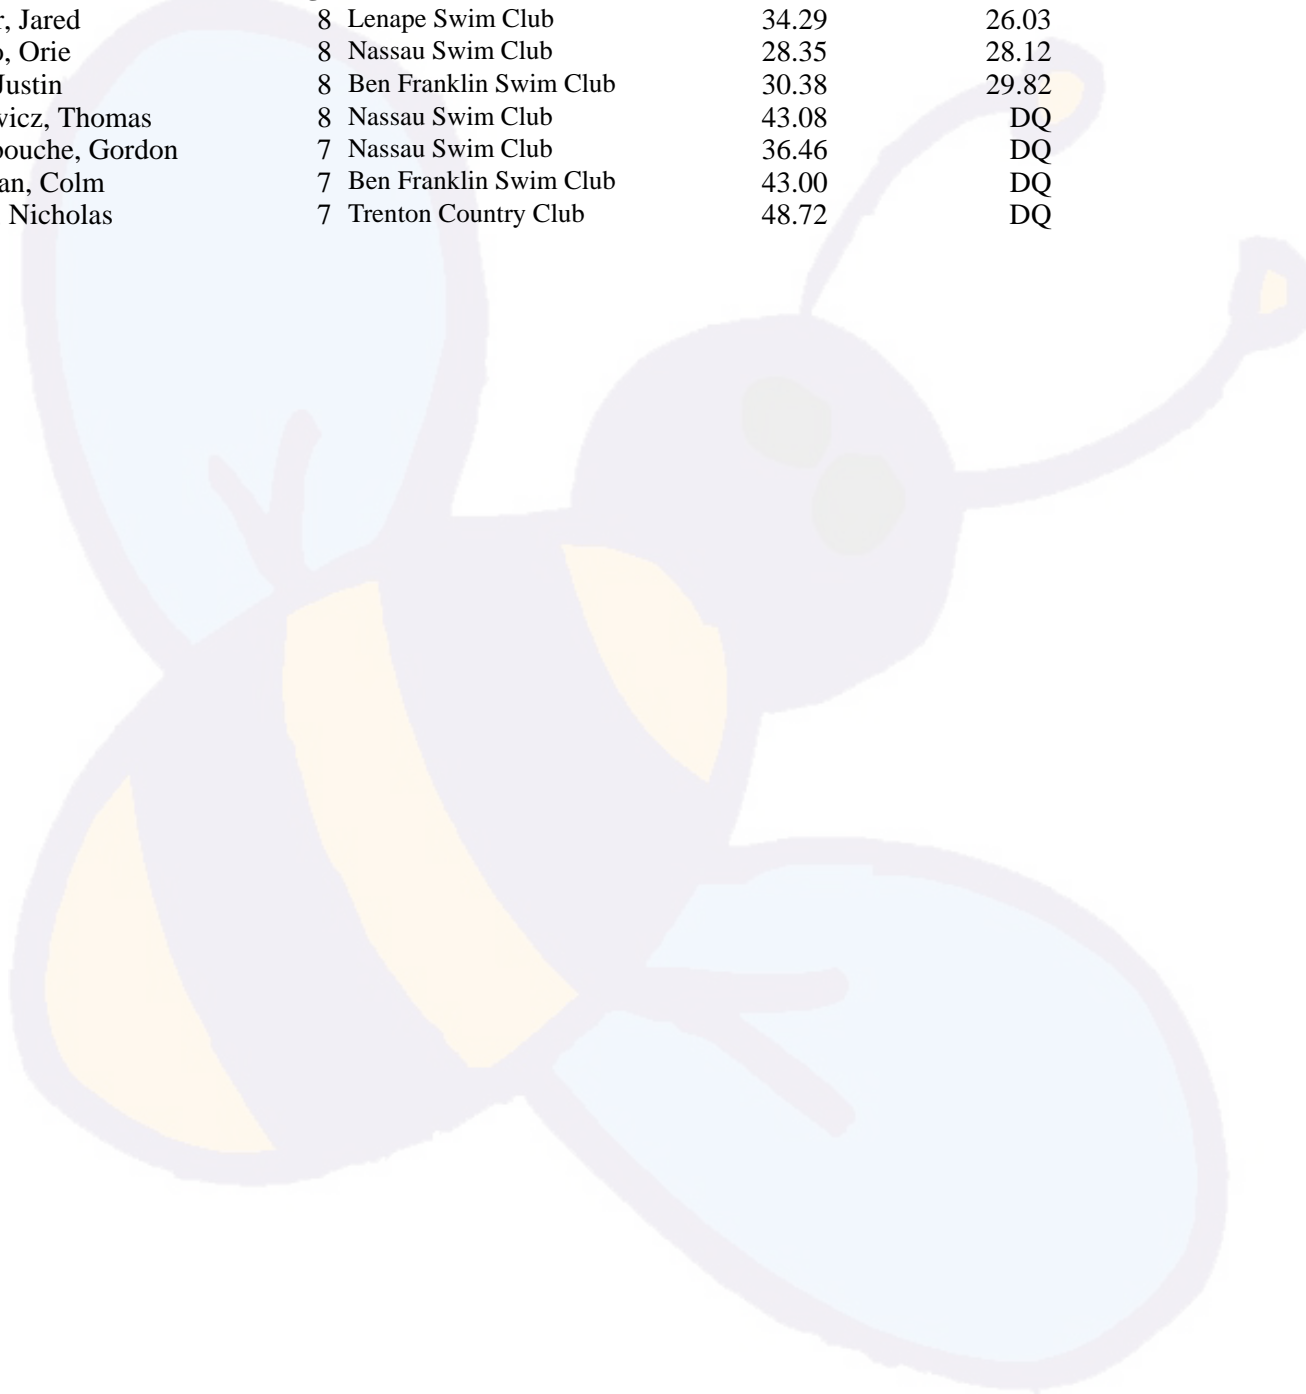 Jared 8 Lenape Swim Club 34.29 26.03
Orie 8 Nassau Swim Club 28.35 28.12
Justin 8 Ben Franklin Swim Club 30.38 29.82
Thomas 8 Nassau Swim Club 43.08 DQ
Gordon 7 Nassau Swim Club 36.46 DQ
Colm 7 Ben Franklin Swim Club 43.00 DQ
Nicholas 7 Trenton Country Club 48.72 DQ